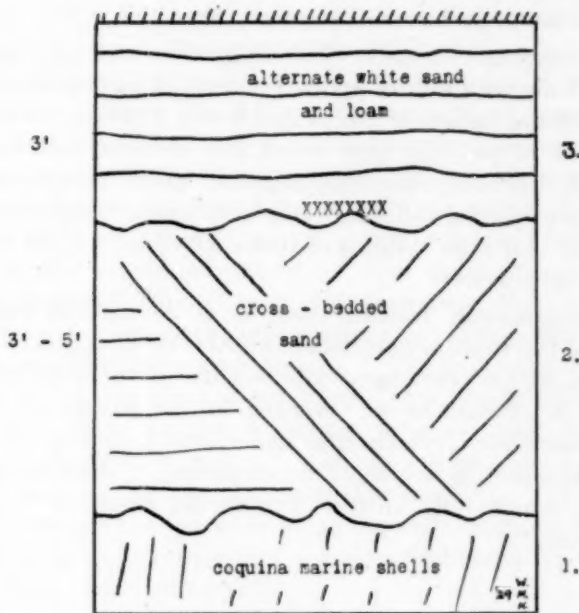 alternate white sand
and loam
3'
3.
XXXXXXXX
cross - bedded
3' - 5'
sand
2.
coquina marine shells
1.